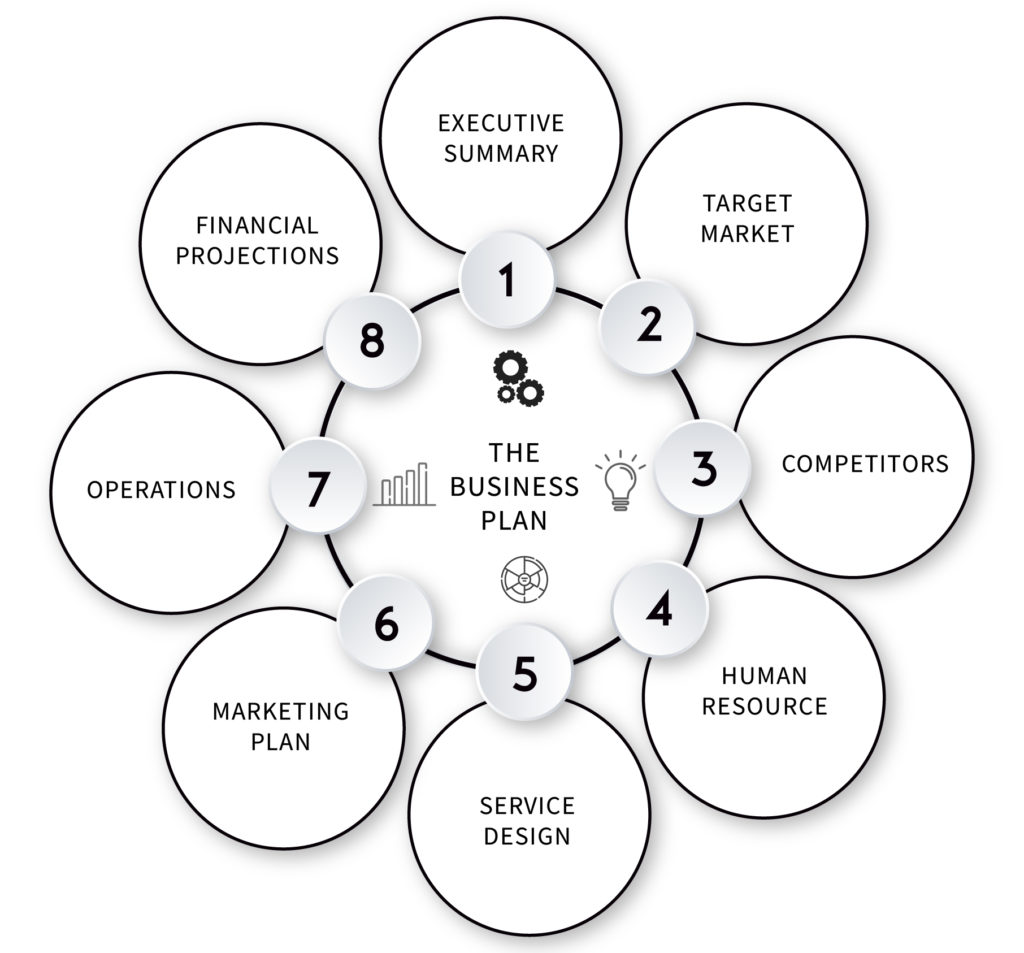 EXECUTIVE
SUMMARY
1
TARGET
MARKET
2
COMPETITORS
3
HUMAN
RESOURCE
4
SERVICE
DESIGN
5
MARKETING
PLAN
6
OPERATIONS
7
FINANCIAL
PROJECTIONS
8
THE
BUSINESS
PLAN